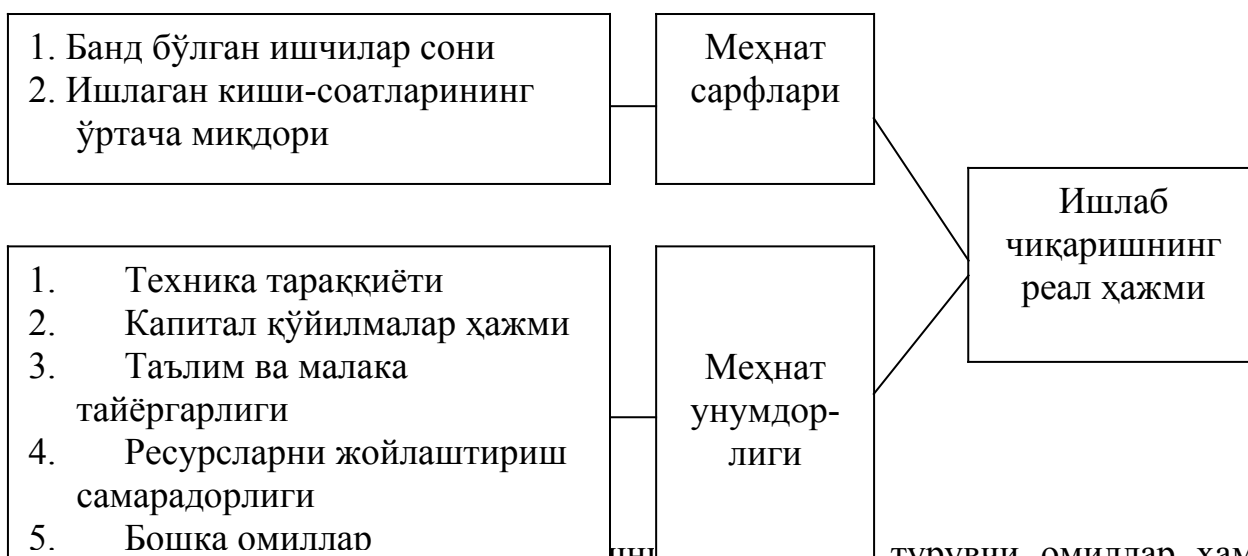 1. Банд бўлган ишчилар сони
2. Ишлаган киши-соатларининг
ўртача миқдори
Меҳнат
сарфлари
Ишлаб
чиқаришнинг
реал ҳажми
1. Техника тараққиёти
2. Капитал қўйилмалар ҳажми
3. Таълим ва малака
тайёргарлиги
4. Ресурсларни жойлаштириш
самарадорлиги
5. Бошка омиллар
Меҳнат
унумдор-
лиги
турувчи омиллар ҳам